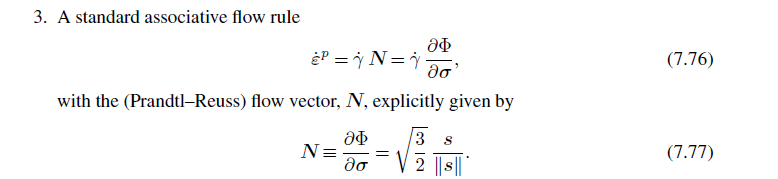 3. A standard associative flow rule
ε̇ᵖ = γ̇ N = γ̇ ∂Φ/∂σ, (7.76)
with the (Prandtl–Reuss) flow vector, N, explicitly given by
N ≡ ∂Φ/∂σ = √(3/2) s/‖s‖. (7.77)